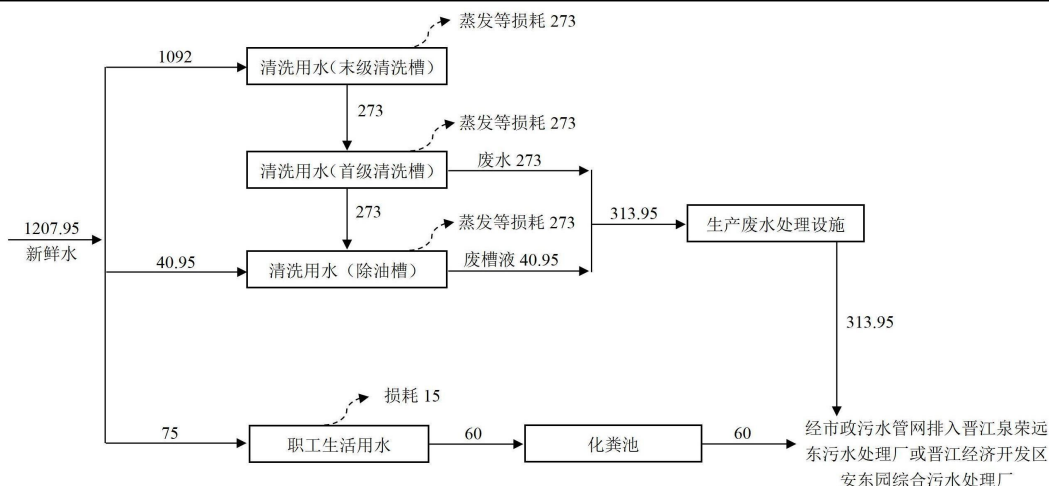 蒸发等损耗 273
1092
清洗用水（末级清洗槽）
273
蒸发等损耗 273
清洗用水（首级清洗槽）
废水 273
273
蒸发等损耗 273
313.95
生产废水处理设施
1207.95
新鲜水
40.95
清洗用水（除油槽）
废槽液 40.95
313.95
损耗 15
75
职工生活用水
60
化粪池
60
经市政污水管网排入晋江泉荣远
东污水处理厂或晋江经济开发区
安东园综合污水处理厂